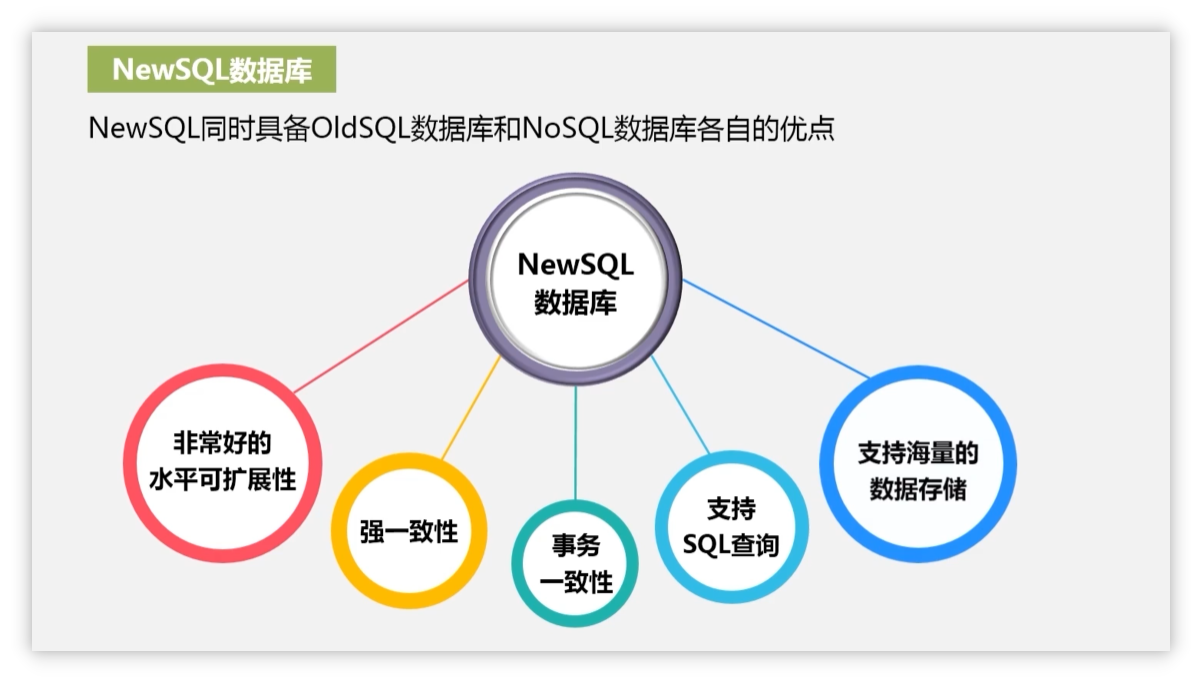 NewSQL数据库
NewSQL同时具备OldSQL数据库和NoSQL数据库各自的优点
NewSQL
数据库
非常好的
水平可扩展性
强一致性
事务
一致性
支持
SQL查询
支持海量的
数据存储